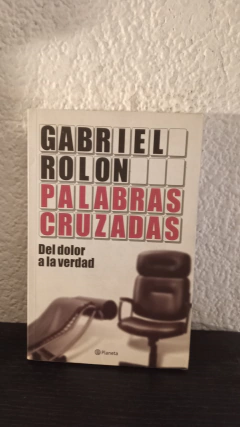 GABRIEL
ROLON
PALABRAS
CRUZADAS
Del dolor
a la verdad
Planeta